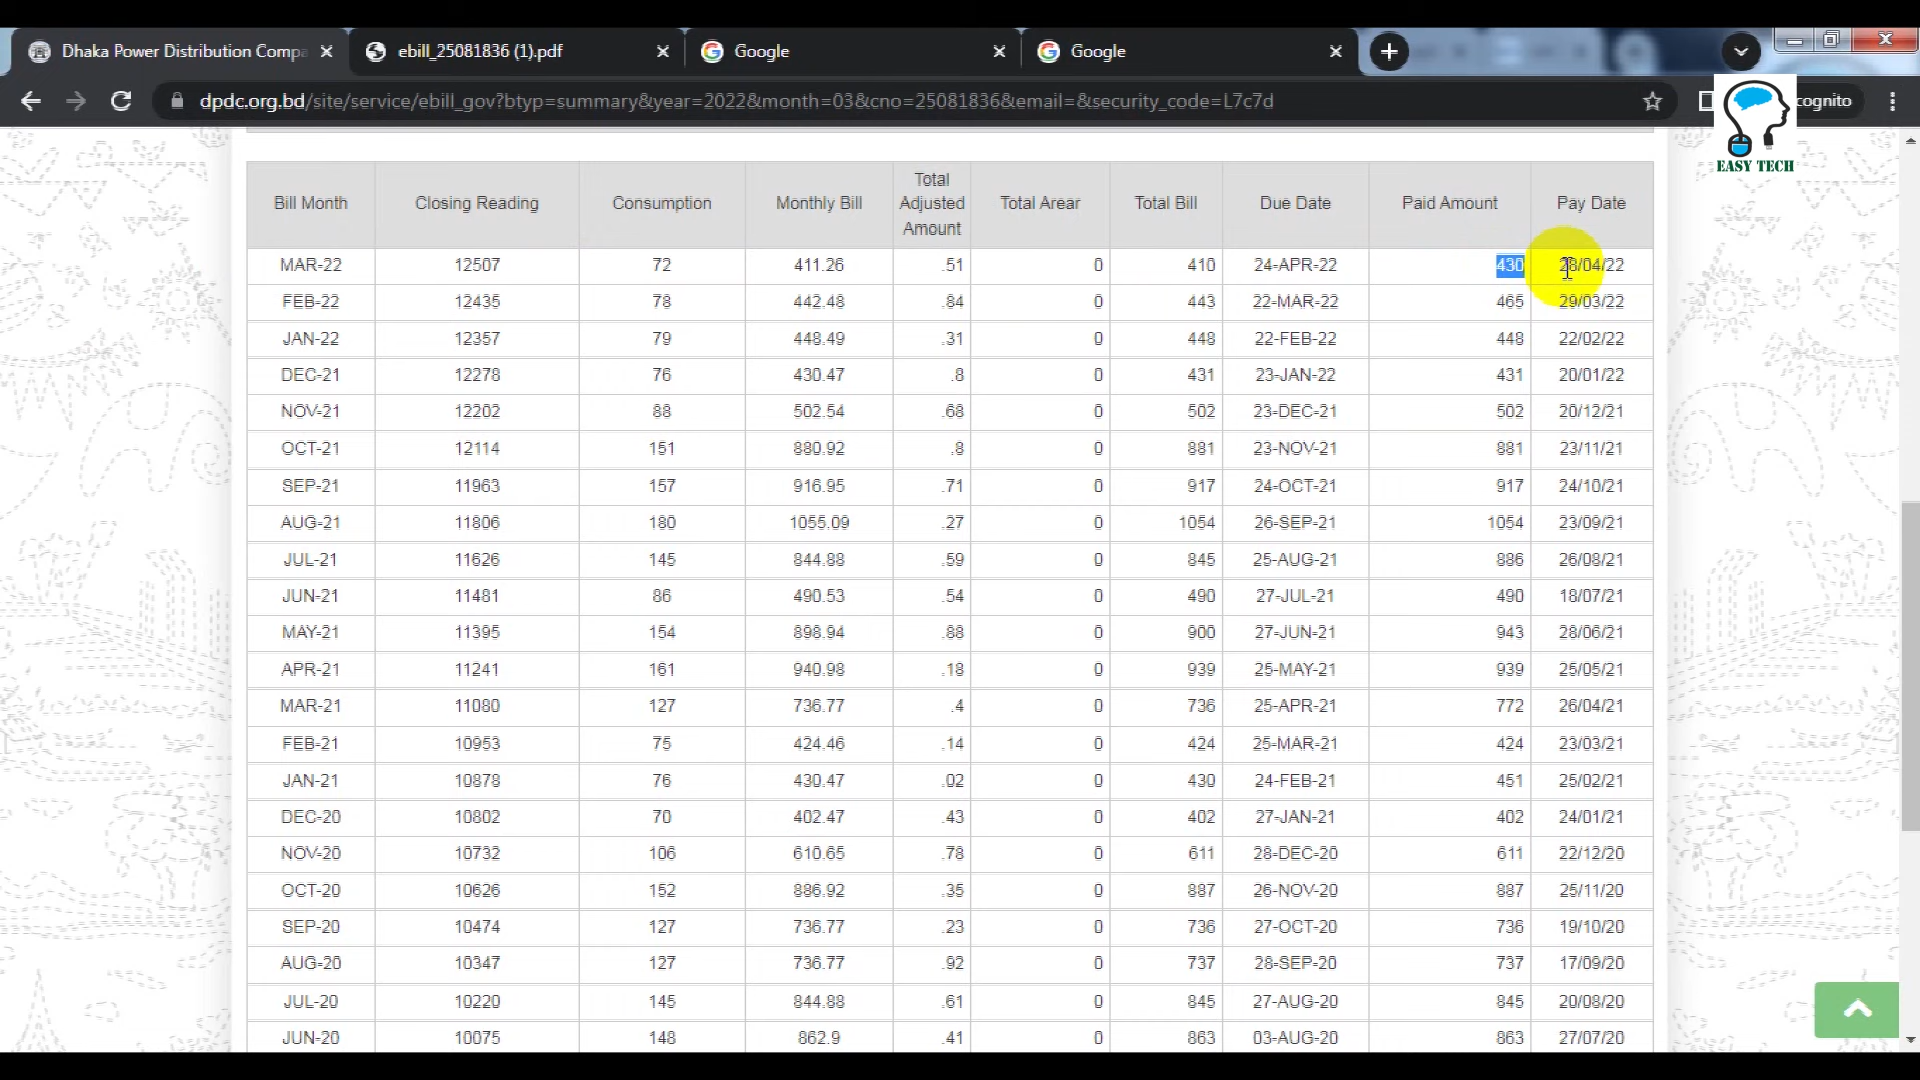 Dhaka Power Distribution Compa
ebill_25081836 (1).pdf
Google
Google
dpdc.org.bd/site/service/ebill_gov?btyp=summary&year=2022&month=03&cno=25081836&email=&security_code=L7c7d
cognito
EASY TECH
Bill Month Closing Reading Consumption Monthly Bill Total Adjusted Amount Total Arear Total Bill Due Date Paid Amount Pay Date
MAR-22 12507 72 411.26 .51 0 410 24-APR-22 430 28/04/22
FEB-22 12435 78 442.48 .84 0 443 22-MAR-22 465 29/03/22
JAN-22 12357 79 448.49 .31 0 448 22-FEB-22 448 22/02/22
DEC-21 12278 76 430.47 .8 0 431 23-JAN-22 431 20/01/22
NOV-21 12202 88 502.54 .68 0 502 23-DEC-21 502 20/12/21
OCT-21 12114 151 880.92 .8 0 881 23-NOV-21 881 23/11/21
SEP-21 11963 157 916.95 .71 0 917 24-OCT-21 917 24/10/21
AUG-21 11806 180 1055.09 .27 0 1054 26-SEP-21 1054 23/09/21
JUL-21 11626 145 844.88 .59 0 845 25-AUG-21 886 26/08/21
JUN-21 11481 86 490.53 .54 0 490 27-JUL-21 490 18/07/21
MAY-21 11395 154 898.94 .88 0 900 27-JUN-21 943 28/06/21
APR-21 11241 161 940.98 .18 0 939 25-MAY-21 939 25/05/21
MAR-21 11080 127 736.77 .4 0 736 25-APR-21 772 26/04/21
FEB-21 10953 75 424.46 .14 0 424 25-MAR-21 424 23/03/21
JAN-21 10878 76 430.47 .02 0 430 24-FEB-21 451 25/02/21
DEC-20 10802 70 402.47 .43 0 402 27-JAN-21 402 24/01/21
NOV-20 10732 106 610.65 .78 0 611 28-DEC-20 611 22/12/20
OCT-20 10626 152 886.92 .35 0 887 26-NOV-20 887 25/11/20
SEP-20 10474 127 736.77 .23 0 736 27-OCT-20 736 19/10/20
AUG-20 10347 127 736.77 .92 0 737 28-SEP-20 737 17/09/20
JUL-20 10220 145 844.88 .61 0 845 27-AUG-20 845 20/08/20
JUN-20 10075 148 862.9 .41 0 863 03-AUG-20 863 27/07/20